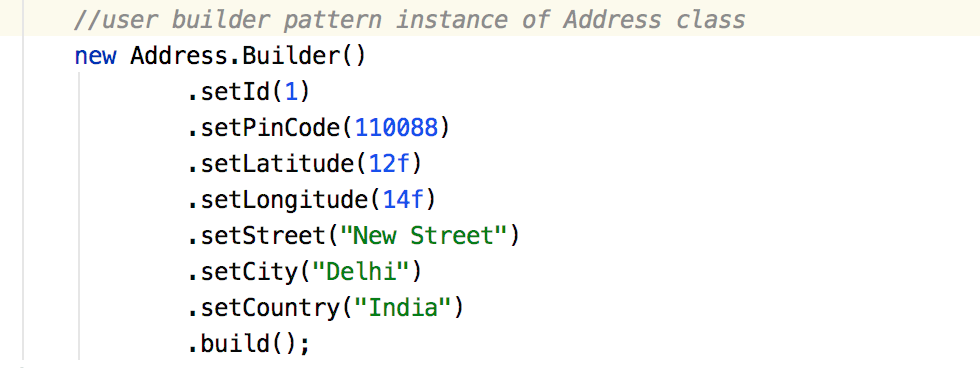 //user builder pattern instance of Address class
new Address.Builder()
.setId(1)
.setPinCode(110088)
.setLatitude(12f)
.setLongitude(14f)
.setStreet("New Street")
.setCity("Delhi")
.setCountry("India")
.build();